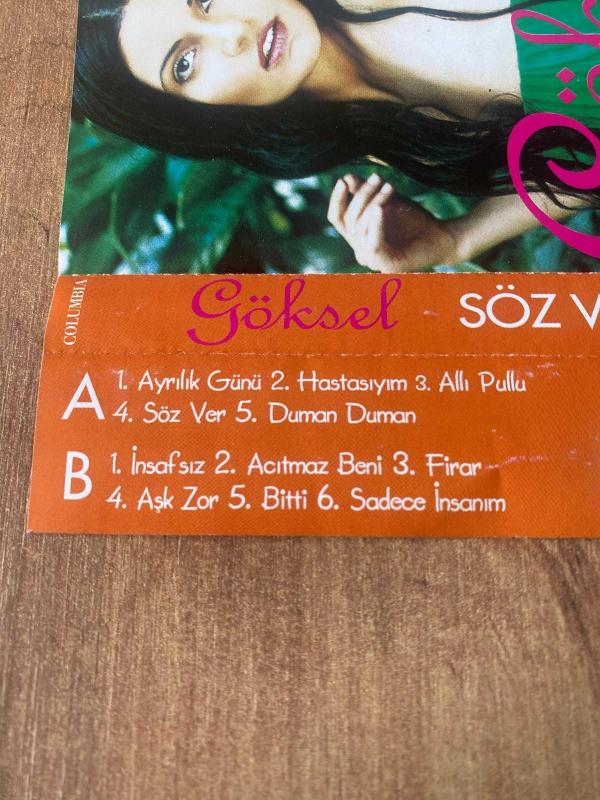 COLUMBIA
Göksel SÖZ V
A 1. Ayrılık Günü 2. Hastasıyım 3. Allı Pullu
4. Söz Ver 5. Duman Duman
B 1. İnsafsız 2. Acıtmaz Beni 3. Firar
4. Aşk Zor 5. Bitti 6. Sadece İnsanım